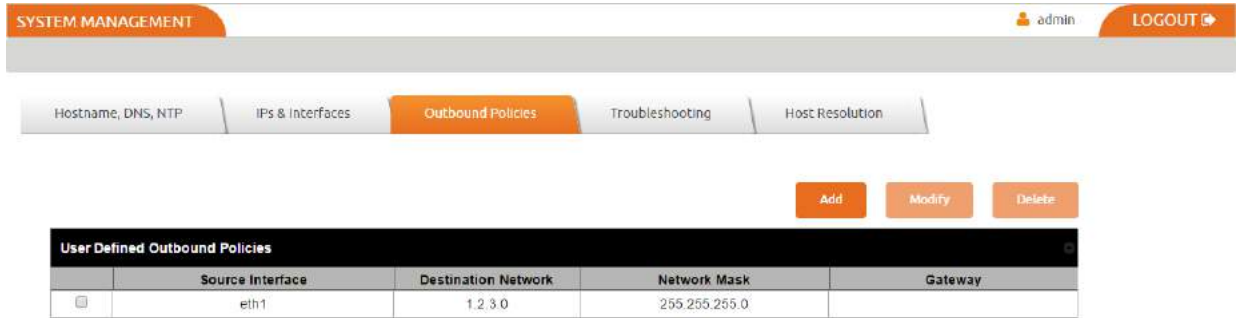 SYSTEM MANAGEMENT admin LOGOUT
Hostname, DNS, NTP IPs & Interfaces Outbound Policies Troubleshooting Host Resolution
Add Modify Delete
User Defined Outbound Policies
Source Interface Destination Network Network Mask Gateway
eth1 1.2.3.0 255.255.255.0